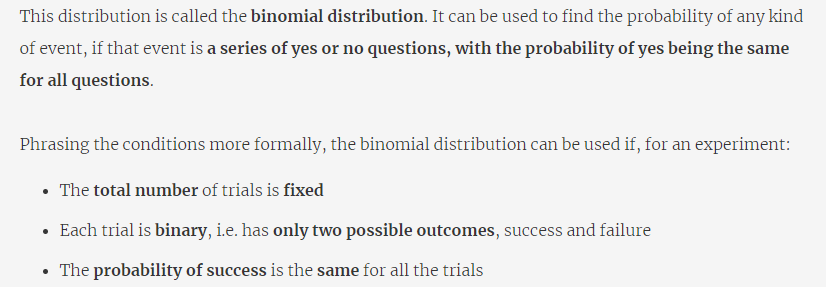 This distribution is called the binomial distribution. It can be used to find the probability of any kind
of event, if that event is a series of yes or no questions, with the probability of yes being the same
for all questions.
Phrasing the conditions more formally, the binomial distribution can be used if, for an experiment:
• The total number of trials is fixed
• Each trial is binary, i.e. has only two possible outcomes, success and failure
• The probability of success is the same for all the trials